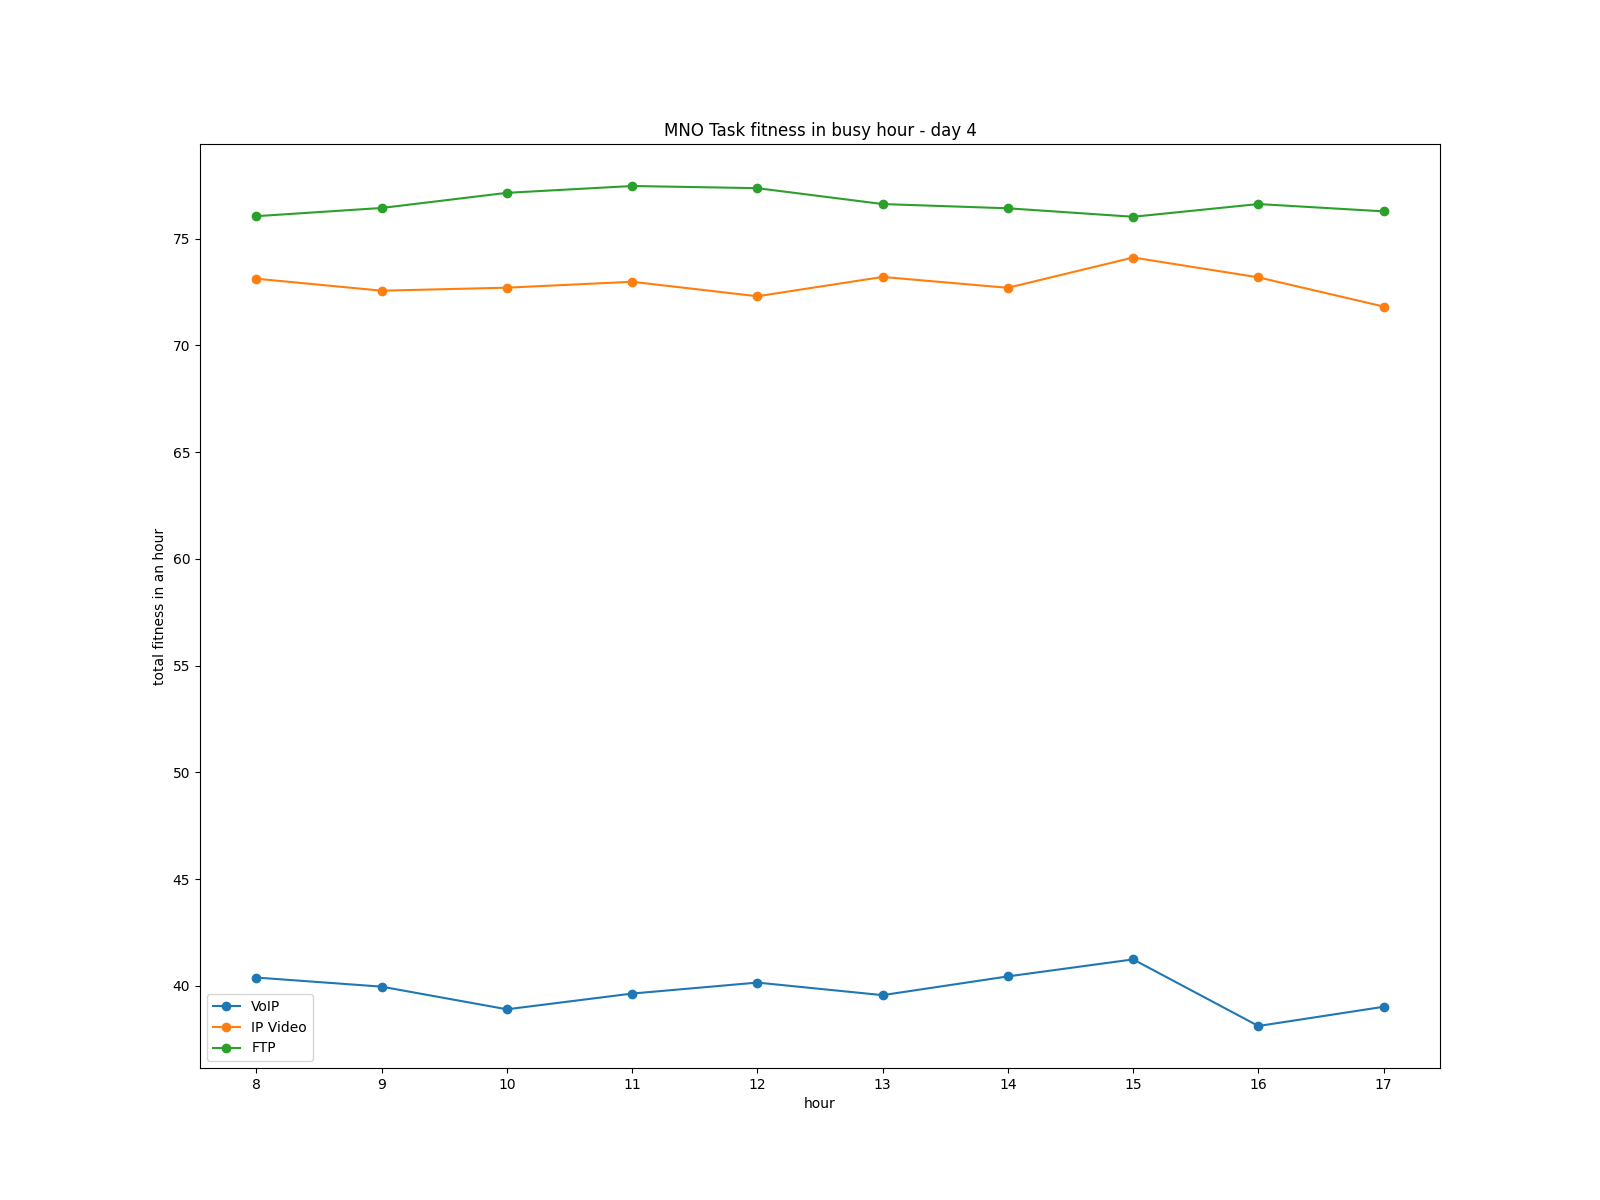 MNO Task fitness in busy hour - day 4
total fitness in an hour
75
70
65
60
55
50
45
40
VoIP
IP Video
FTP
8 9 10 11 12 13 14 15 16 17
hour